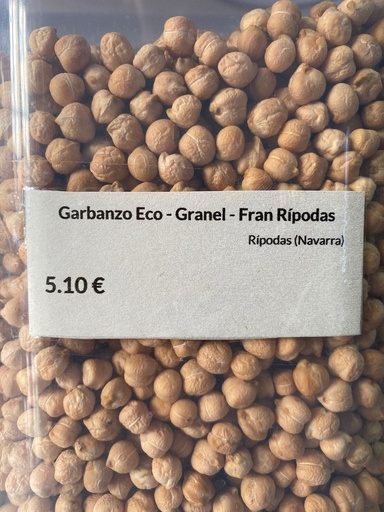 Garbanzo Eco - Granel - Fran Rípodas
Rípodas (Navarra)
5.10 €